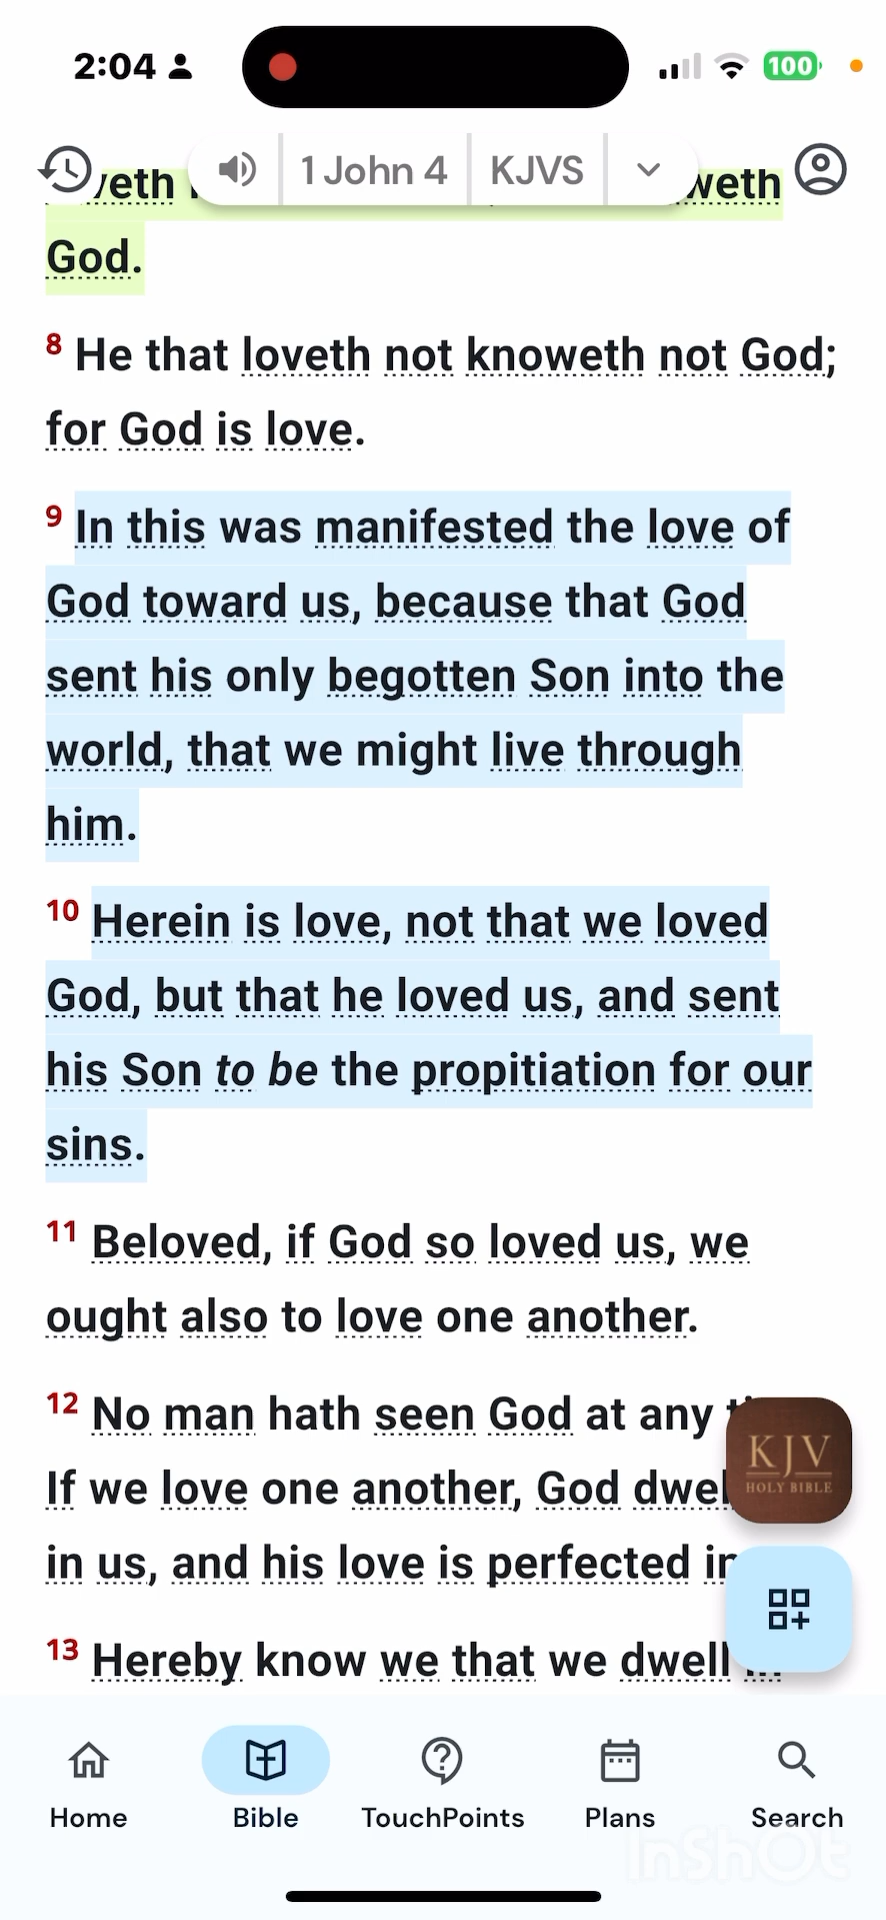 2:04
100
1 John 4
KJVS
God.
8 He that loveth not knoweth not God;
for God is love.
9 In this was manifested the love of
God toward us, because that God
sent his only begotten Son into the
world, that we might live through
him.
10 Herein is love, not that we loved
God, but that he loved us, and sent
his Son to be the propitiation for our
sins.
11 Beloved, if God so loved us, we
ought also to love one another.
12 No man hath seen God at any
If we love one another, God
in us, and his love is perfected
13 Hereby know we that we dwell
KJV
HOLY BIBLE
Home
Bible
TouchPoints
Plans
Search
InShOt